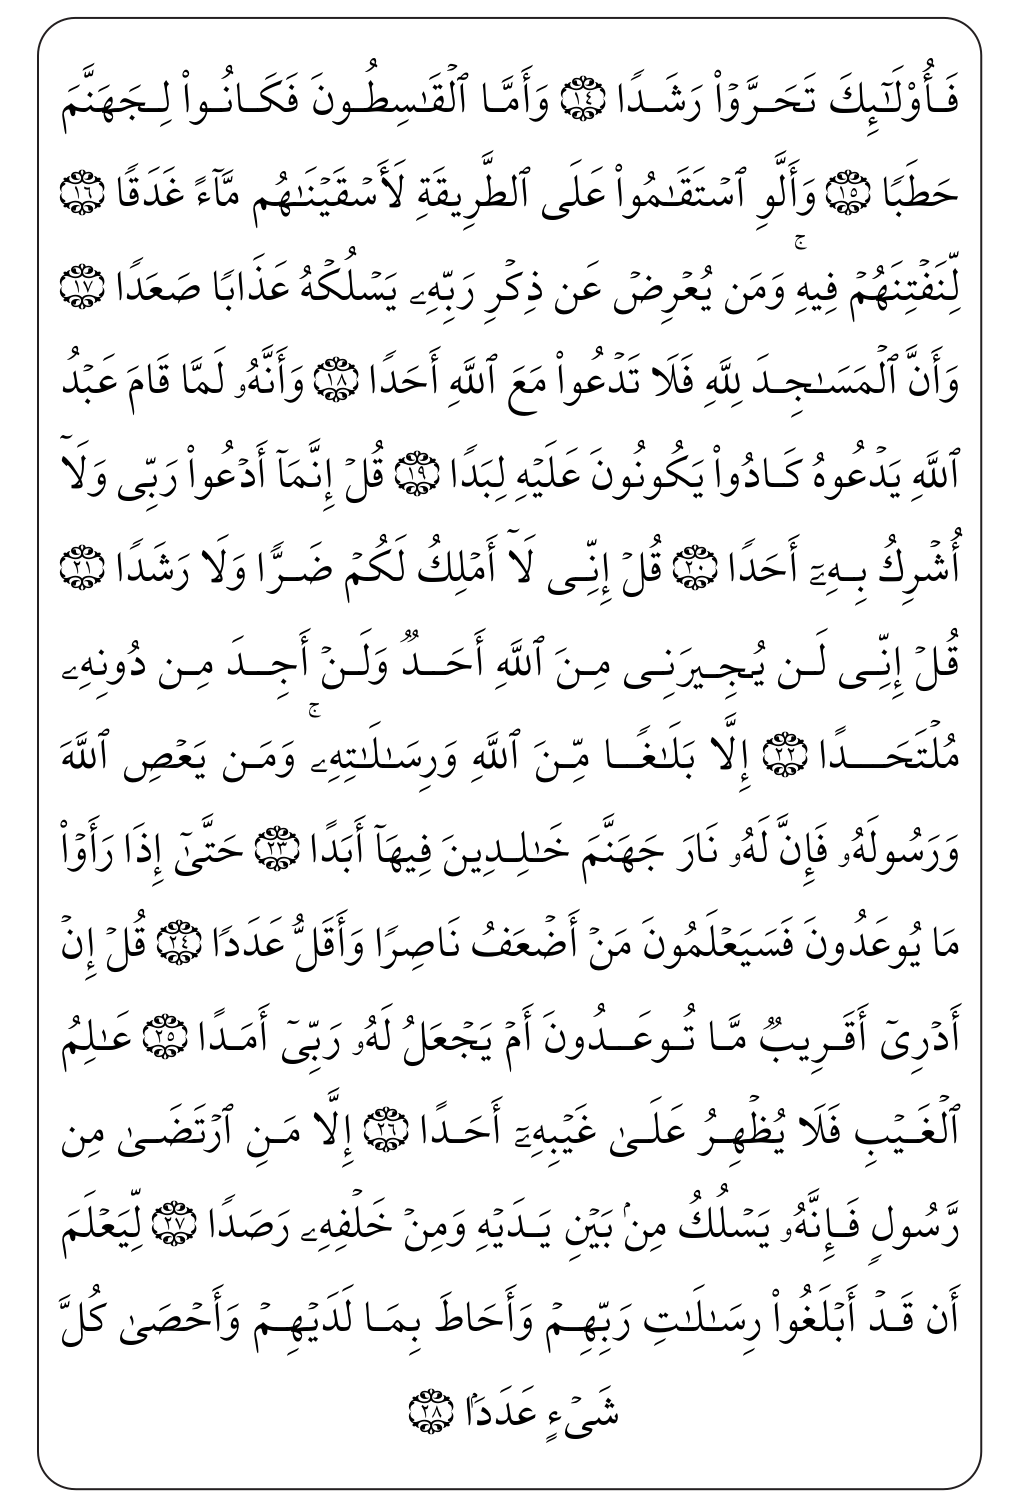 فَأُو۟لَـٰٓئِكَ تَحَرَّوْا۟ رَشَدًا ١٤ وَأَمَّا ٱلْقَـٰسِطُونَ فَكَانُوا۟ لِجَهَنَّمَ
حَطَبًا ١٥ وَأَلَّوِ ٱسْتَقَـٰمُوا۟ عَلَى ٱلطَّرِيقَةِ لَأَسْقَيْنَـٰهُم مَّآءً غَدَقًا ١٦
لِّنَفْتِنَهُمْ فِيهِ ۚ وَمَن يُعْرِضْ عَن ذِكْرِ رَبِّهِۦ يَسْلُكْهُ عَذَابًا صَعَدًا ١٧
وَأَنَّ ٱلْمَسَـٰجِدَ لِلَّهِ فَلَا تَدْعُوا۟ مَعَ ٱللَّهِ أَحَدًا ١٨ وَأَنَّهُۥ لَمَّا قَامَ عَبْدُ
ٱللَّهِ يَدْعُوهُ كَادُوا۟ يَكُونُونَ عَلَيْهِ لِبَدًا ١٩ قُلْ إِنَّمَآ أَدْعُوا۟ رَبِّى وَلَآ
أُشْرِكُ بِهِۦٓ أَحَدًا ٢٠ قُلْ إِنِّى لَآ أَمْلِكُ لَكُمْ ضَرًّا وَلَا رَشَدًا ٢١
قُلْ إِنِّى لَن يُجِيرَنِى مِنَ ٱللَّهِ أَحَدٌ وَلَنْ أَجِدَ مِن دُونِهِۦ
مُلْتَحَدًا ٢٢ إِلَّا بَلَـٰغًا مِّنَ ٱللَّهِ وَرِسَـٰلَـٰتِهِۦ ۚ وَمَن يَعْصِ ٱللَّهَ
وَرَسُولَهُۥ فَإِنَّ لَهُۥ نَارَ جَهَنَّمَ خَـٰلِدِينَ فِيهَآ أَبَدًا ٢٣ حَتَّىٰٓ إِذَا رَأَوْا۟
مَا يُوعَدُونَ فَسَيَعْلَمُونَ مَنْ أَضْعَفُ نَاصِرًا وَأَقَلُّ عَدَدًا ٢٤ قُلْ إِنْ
أَدْرِىٓ أَقَرِيبٌ مَّا تُوعَدُونَ أَمْ يَجْعَلُ لَهُۥ رَبِّىٓ أَمَدًا ٢٥ عَـٰلِمُ
ٱلْغَيْبِ فَلَا يُظْهِرُ عَلَىٰ غَيْبِهِۦٓ أَحَدًا ٢٦ إِلَّا مَنِ ٱرْتَضَىٰ مِن
رَّسُولٍ فَإِنَّهُۥ يَسْلُكُ مِنۢ بَيْنِ يَدَيْهِ وَمِنْ خَلْفِهِۦ رَصَدًا ٢٧ لِّيَعْلَمَ
أَن قَدْ أَبْلَغُوا۟ رِسَـٰلَـٰتِ رَبِّهِمْ وَأَحَاطَ بِمَا لَدَيْهِمْ وَأَحْصَىٰ كُلَّ
شَىْءٍ عَدَدًۢا ٢٨